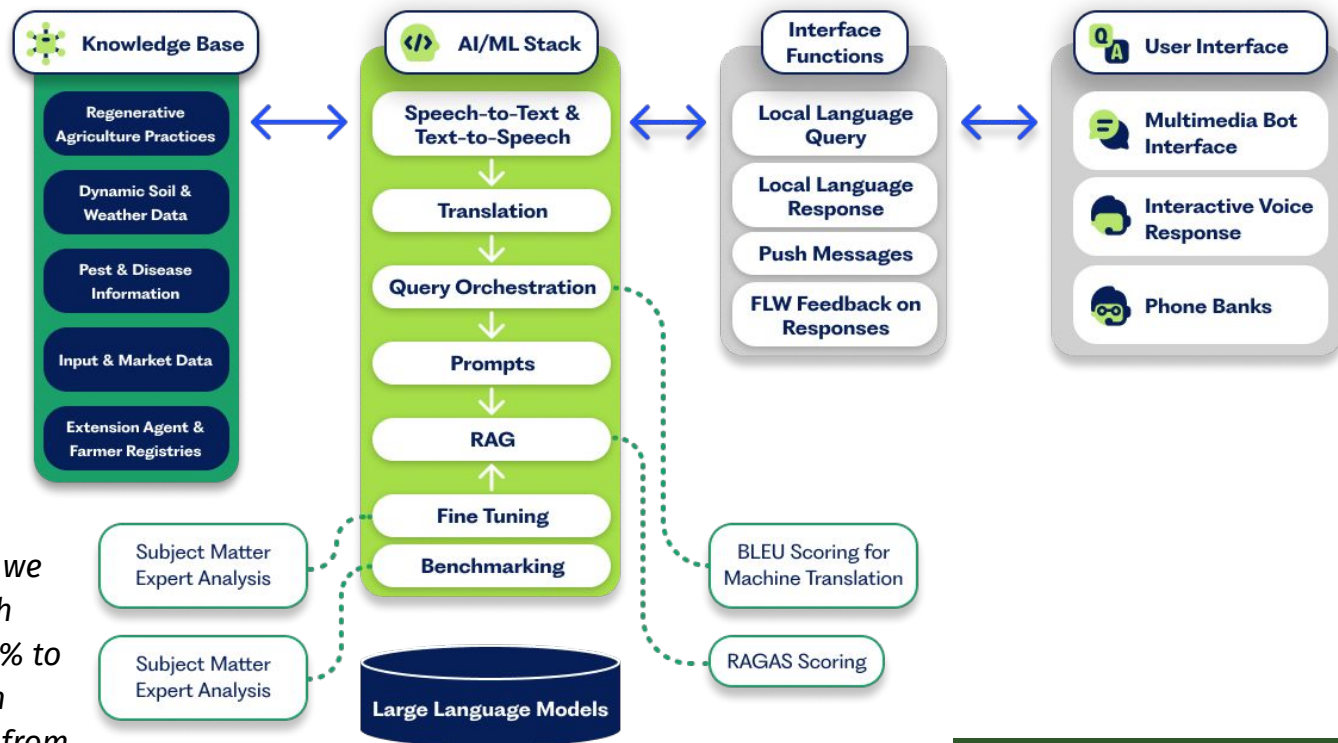 Knowledge Base
Regenerative
Agriculture Practices
Dynamic Soil &
Weather Data
Pest & Disease
Information
Input & Market Data
Extension Agent &
Farmer Registries
</> AI/ML Stack
Speech-to-Text &
Text-to-Speech
Translation
Query Orchestration
Prompts
RAG
Fine Tuning
Benchmarking
Interface
Functions
Local Language
Query
Local Language
Response
Push Messages
FLW Feedback on
Responses
Q
A
User Interface
Multimedia Bot
Interface
Interactive Voice
Response
Phone Banks
we
% to
from
Subject Matter
Expert Analysis
Subject Matter
Expert Analysis
BLEU Scoring for
Machine Translation
RAGAS Scoring
Large Language Models